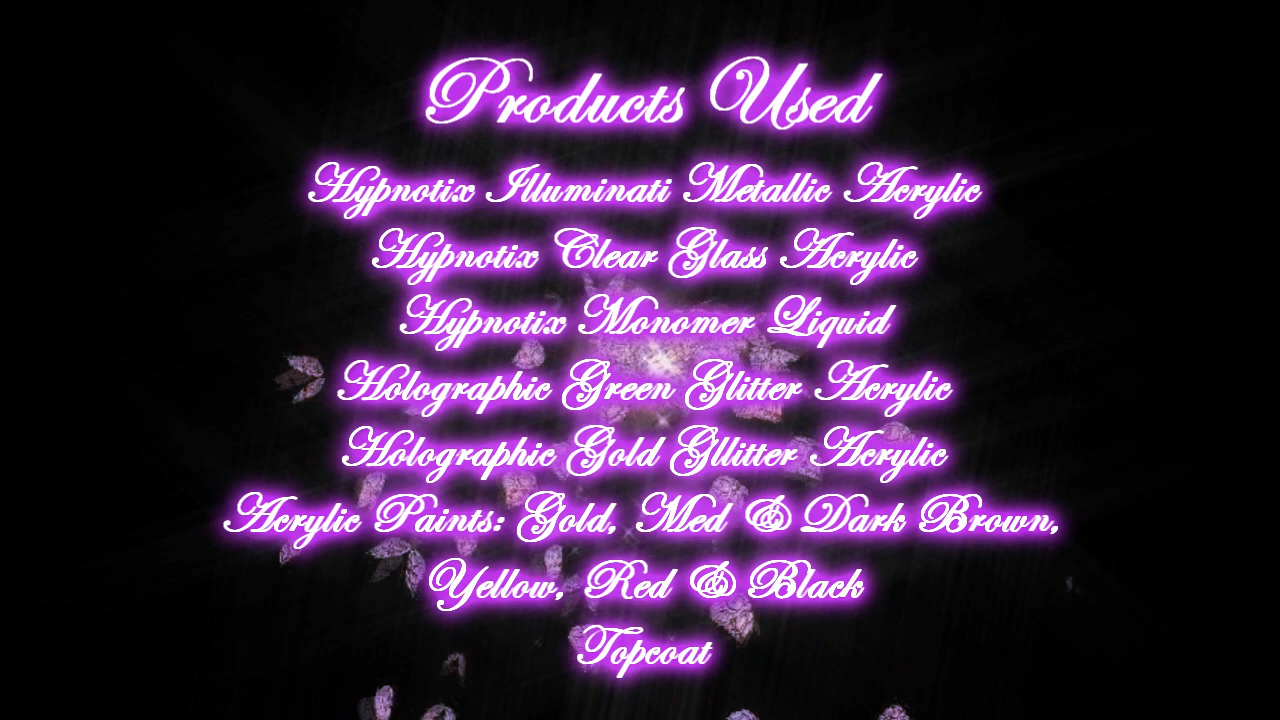 Products Used
Hypnotix Illuminati Metallic Acrylic
Hypnotix Clear Glass Acrylic
Hypnotix Monomer Liquid
Holographic Green Glitter Acrylic
Holographic Gold Gllitter Acrylic
Acrylic Paints: Gold, Med & Dark Brown,
Yellow, Red & Black
Topcoat